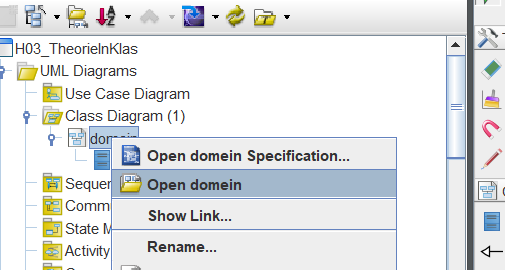 H03_TheorieInKlas
UML Diagrams
Use Case Diagram
Class Diagram (1)
domein
Open domein Specification...
Open domein
Show Link...
Rename...
Sequen
Commu
State M
Activity